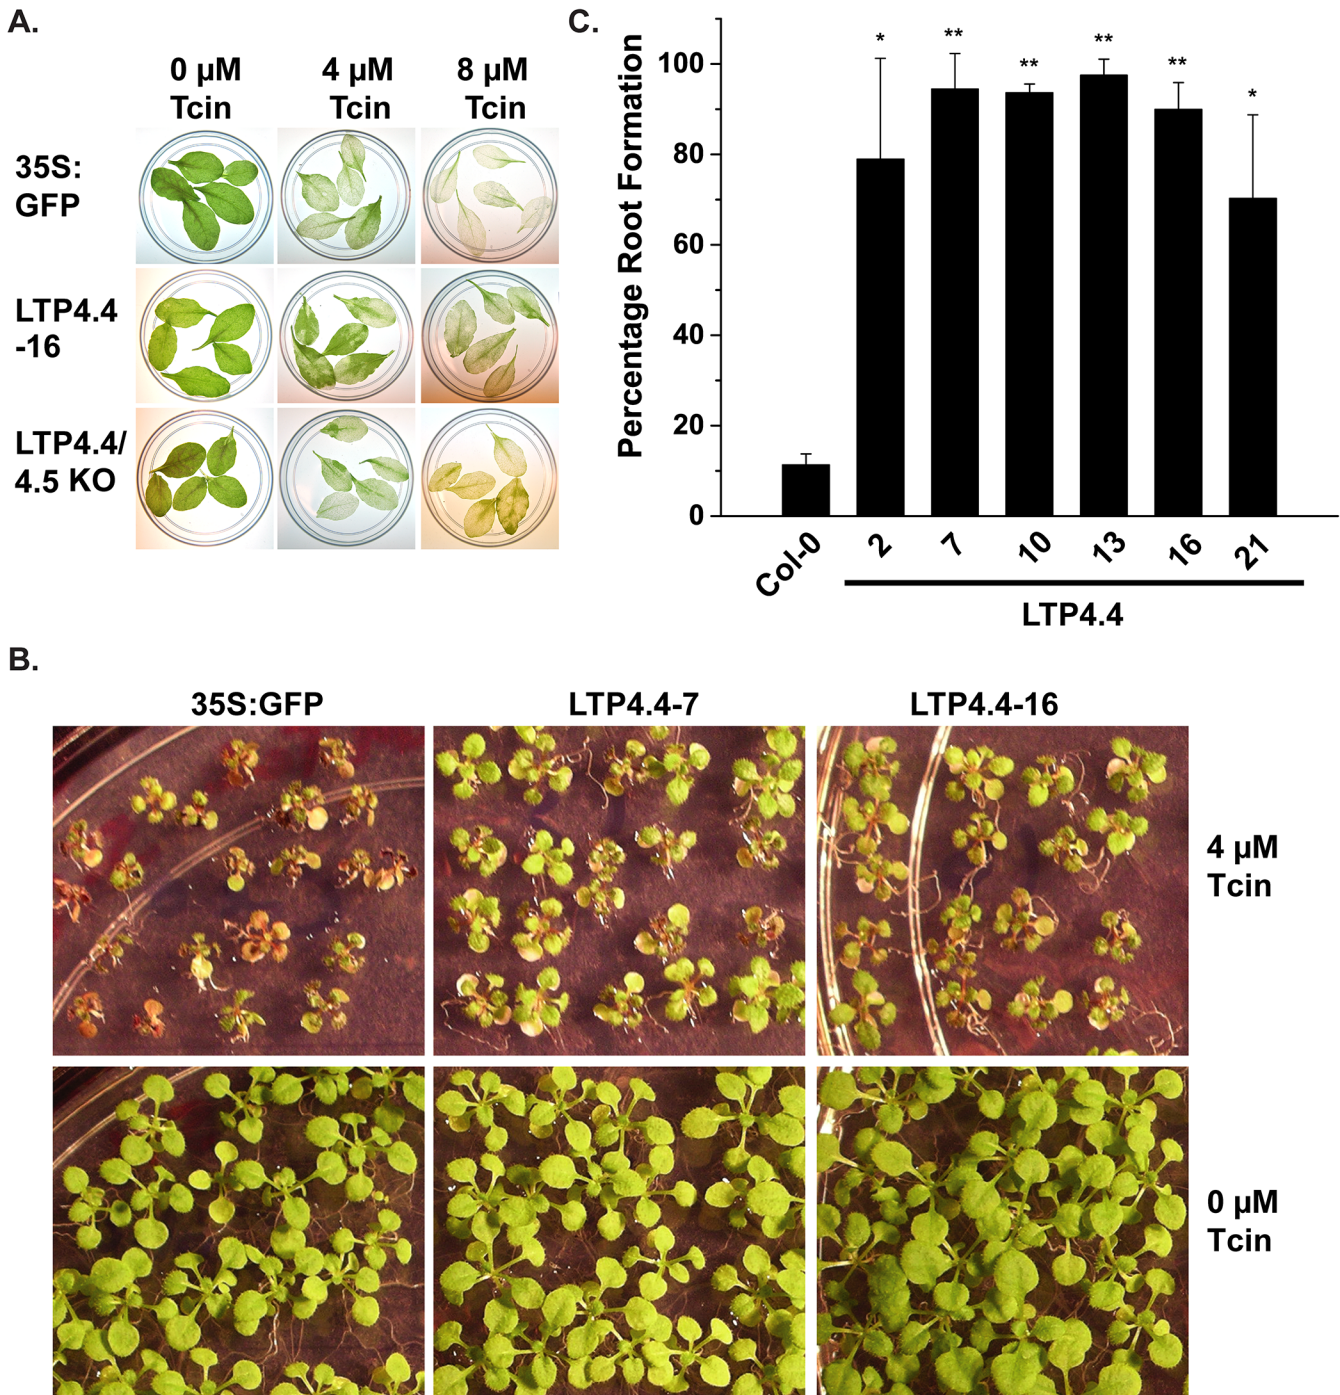 A.
0 µM
Tcin
4 µM
Tcin
8 µM
Tcin
35S:
GFP
LTP4.4
-16
LTP4.4/
4.5 KO
C.
Percentage Root Formation
100
80
60
40
20
0
*
**
**
**
**
*
Col-0
2
7
10
13
16
21
LTP4.4
B.
35S:GFP
LTP4.4-7
LTP4.4-16
4 µM
Tcin
0 µM
Tcin